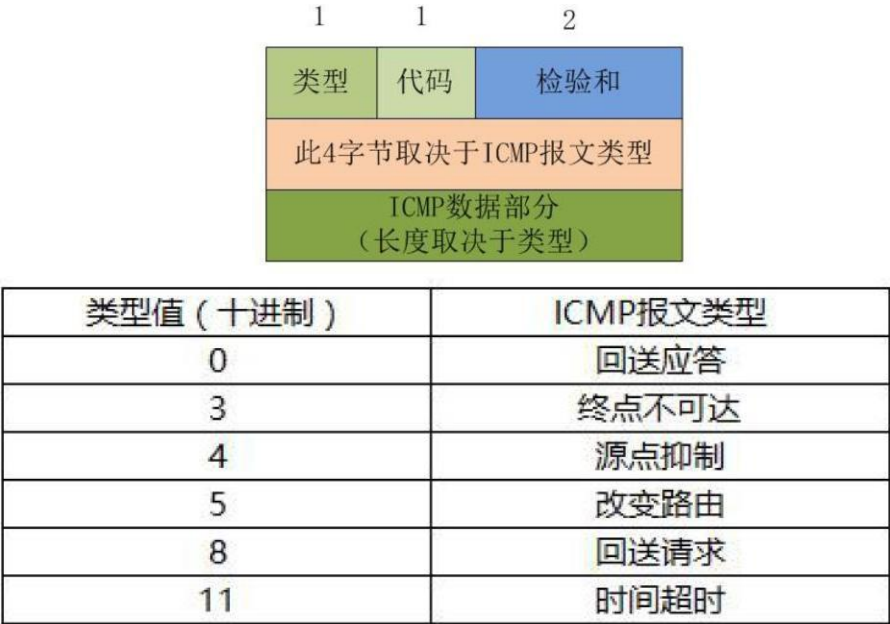 1 1 2
类型 代码 检验和
此4字节取决于ICMP报文类型
ICMP数据部分
（长度取决于类型）
类型值（十进制） ICMP报文类型
0 回送应答
3 终点不可达
4 源点抑制
5 改变路由
8 回送请求
11 时间超时